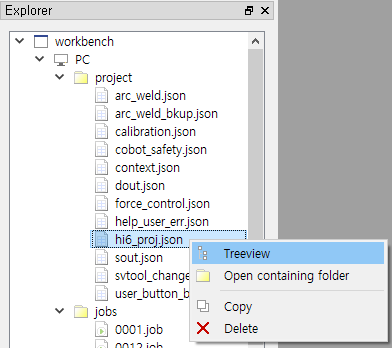 Explorer
workbench
PC
project
arc_weld.json
arc_weld_bkup.json
calibration.json
cobot_safety.json
context.json
dout.json
force_control.json
help_user_err.json
hi6_proj.json
Treeview
sout.json
Open containing folder
svtool_change
user_button_b
Copy
jobs
Delete
0001.job
0012.job